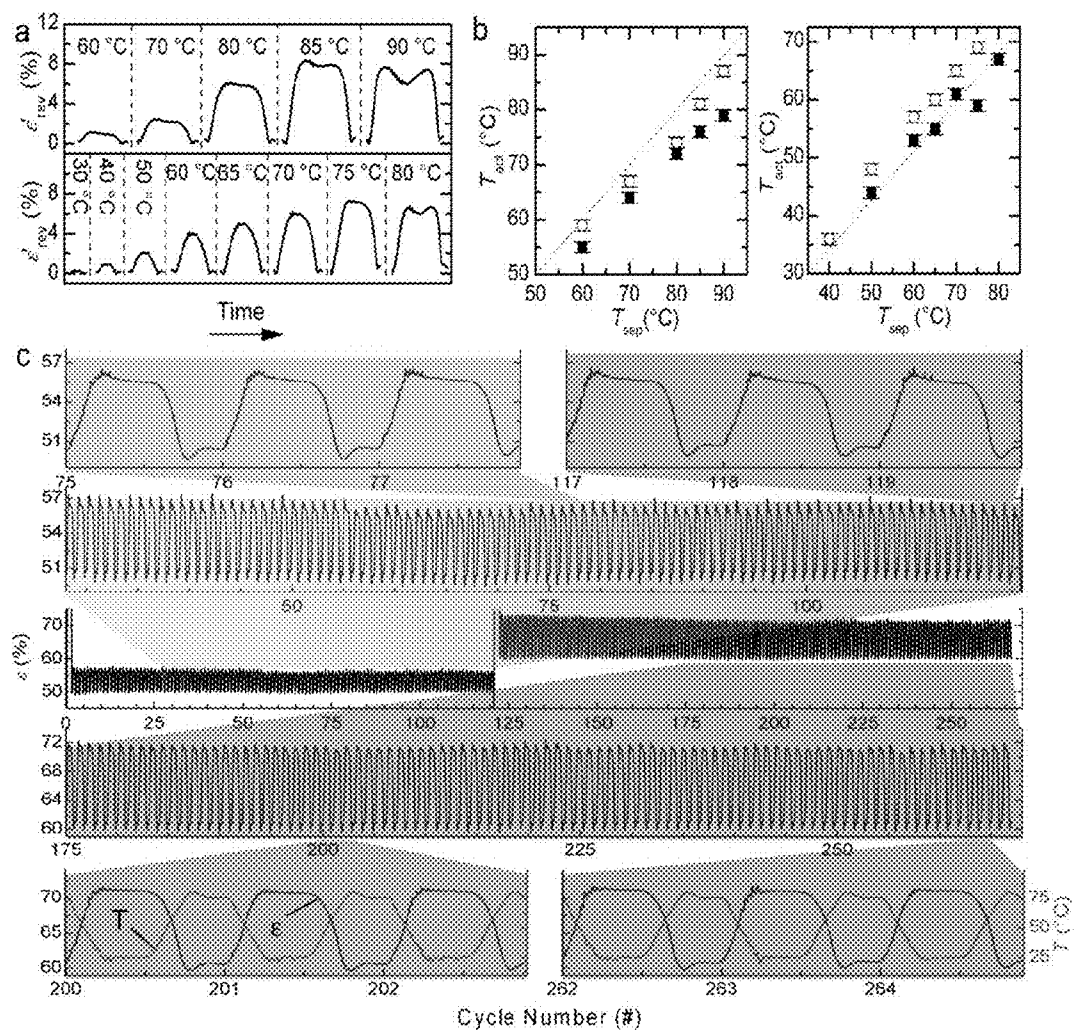 a
12
8
4
0
ε'rev (%)
60 °C
70 °C
80 °C
85 °C
90 °C
8
4
0
ε'rev (%)
30 °C
40 °C
50 °C
60 °C
65 °C
70 °C
75 °C
80 °C
Time
b
90
80
70
60
50
Tact (°C)
50 60 70 80 90
Tsep (°C)
70
60
50
40
30
Tact (°C)
40 50 60 70 80
Tsep (°C)
c
57
54
51
75 76 77
117 118 119
57
54
51
50 75 100
ε (%)
70
60
50
0 25 50 75 100 125 150 175 200 225 250
72
68
64
60
175 200 225 250
70
65
60
T
ε
200 201 202
262 263 264
75
50
25
T (°C)
Cycle Number (#)